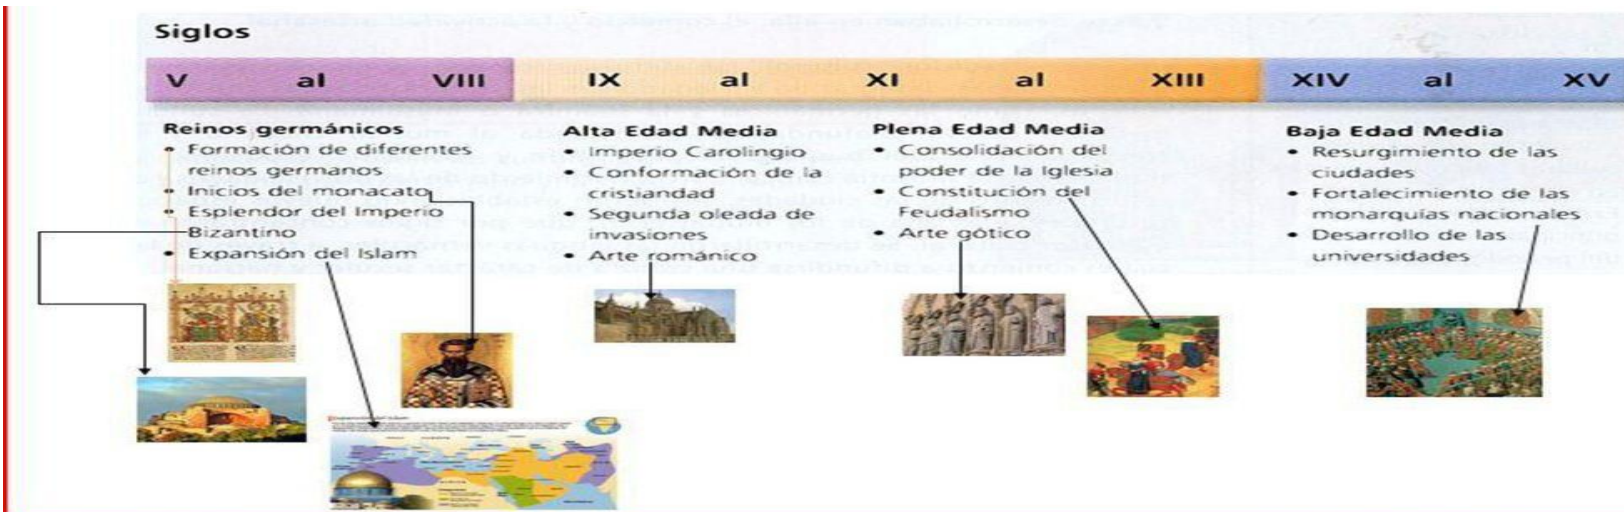 Siglos
V al VIII IX al XI al XIII XIV al XV
Reinos germánicos
• Formación de diferentes
reinos germanos
• Inicios del monacato
• Esplendor del Imperio
Bizantino
• Expansión del Islam
Alta Edad Media
• Imperio Carolingio
• Conformación de la
cristiandad
• Segunda oleada de
invasiones
• Arte románico
Plena Edad Media
• Consolidación del
poder de la Iglesia
• Constitución del
Feudalismo
• Arte gótico
Baja Edad Media
• Resurgimiento de las
ciudades
• Fortalecimiento de las
monarquías nacionales
• Desarrollo de las
universidades